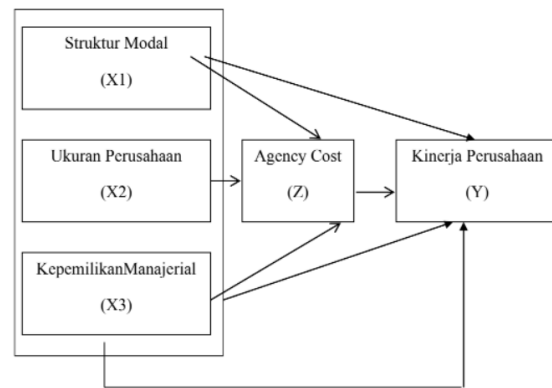 Struktur Modal
(X1)
Ukuran Perusahaan
(X2)
KepemilikanManajerial
(X3)
Agency Cost
(Z)
Kinerja Perusahaan
(Y)